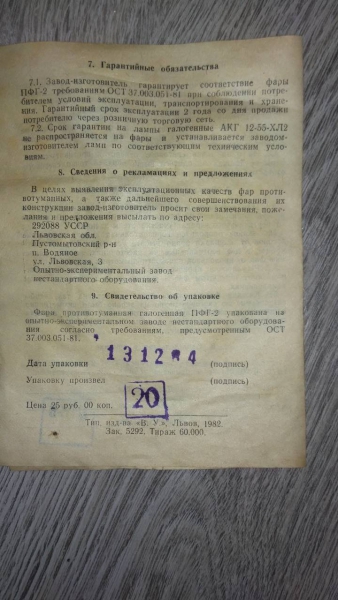 7. Гарантийные обязательства
7.1. Завод-изготовитель гарантирует соответствие фары
ПФГ-2 требованиям ОСТ 37.003.051-81 при соблюдении потре-
бителем условий эксплуатации, транспортирования и хране-
ния. Гарантийный срок эксплуатации 2 года со дня продажи
потребителю через розничную торговую сеть.
7.2. Срок гарантии на лампы галогенные АКГ 12-55-ХЛ2
не распространяется на фары и устанавливается заводом-
изготовителем ламп по соответствующим техническим усло-
виям.
8. Сведения о рекламациях и предложениях
В целях выявления эксплуатационных качеств фар проти-
вотуманных, а также дальнейшего совершенствования их
конструкции завод-изготовитель просит свои замечания, поже-
лания и предложения высылать по адресу:
292088 УССР
Львовская обл.
Пустомытовский р-н
п. Водяное
ул. Львовская, 3
Опытно-экспериментальный завод
нестандартного оборудования.
9. Свидетельство об упаковке
Фара противотуманная галогенная ПФГ-2 упакована на
опытно-экспериментальном заводе нестандартного оборудова-
ния согласно требованиям, предусмотренным ОСТ
37.003.051-81.
Дата упаковки 131284 (подпись)
Упаковку произвел (подпись)
Цена 25 руб. 00 коп. 20
Тип. изд-ва «В. У.», Львов, 1982.
Зак. 5292. Тираж 60.000.